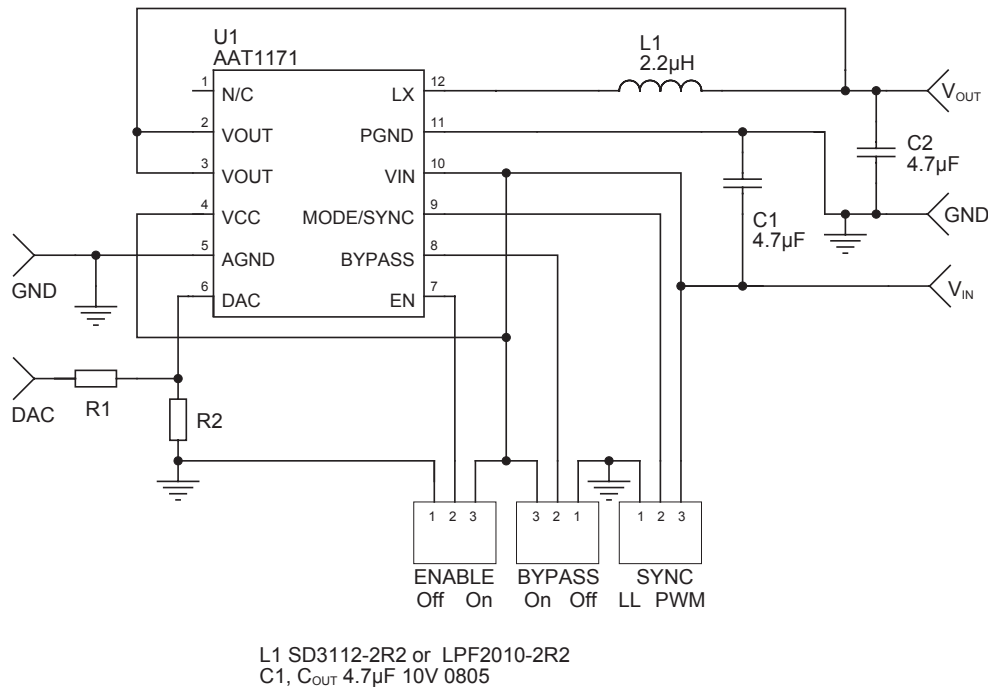 U1
AAT1171
L1
2.2µH
1
N/C
LX
12
2
VOUT
PGND
11
3
VOUT
VIN
10
4
VCC
MODE/SYNC
9
5
AGND
BYPASS
8
6
DAC
EN
7
VOUT
C2
4.7µF
C1
4.7µF
GND
GND
VIN
DAC
R1
R2
1 2 3
3 2 1
1 2 3
ENABLE
Off On
BYPASS
On Off
SYNC
LL PWM
L1 SD3112-2R2 or LPF2010-2R2
C1, COUT 4.7µF 10V 0805